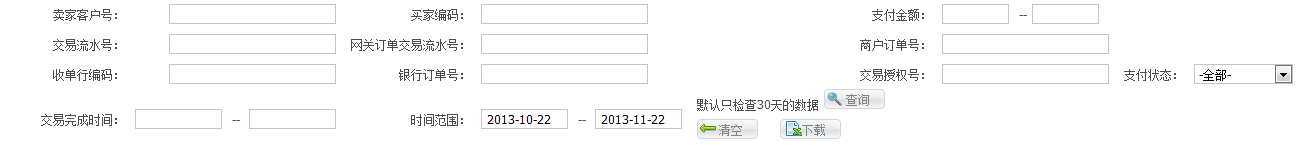 卖家客户号： 买家编码： 支付金额： --
交易流水号： 网关订单交易流水号： 商户订单号：
收单行编码： 银行订单号： 交易授权号： 支付状态： -全部-
默认只检查30天的数据 查询
交易完成时间： -- 时间范围： 2013-10-22 -- 2013-11-22
清空 下载